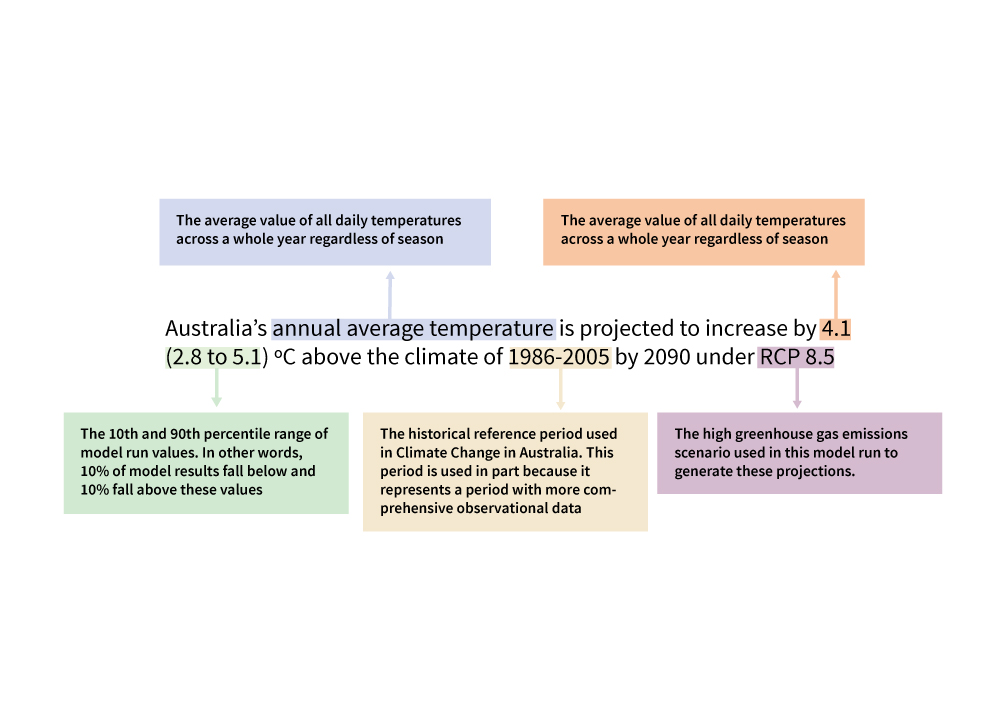 The average value of all daily temperatures
across a whole year regardless of season
The average value of all daily temperatures
across a whole year regardless of season
Australia’s annual average temperature is projected to increase by 4.1
(2.8 to 5.1) ºC above the climate of 1986-2005 by 2090 under RCP 8.5
The 10th and 90th percentile range of
model run values. In other words,
10% of model results fall below and
10% fall above these values
The historical reference period used
in Climate Change in Australia. This
period is used in part because it
represents a period with more com-
prehensive observational data
The high greenhouse gas emissions
scenario used in this model run to
generate these projections.